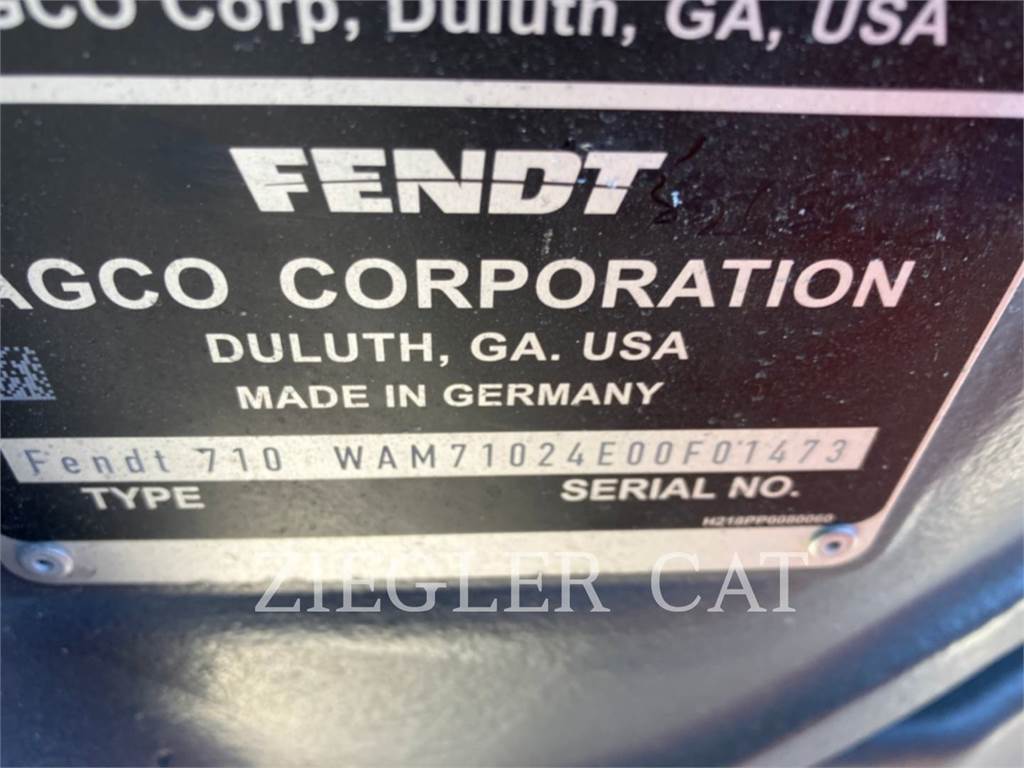 GCO Corp, Duluth, GA, USA
FENDT
AGCO CORPORATION
DULUTH, GA. USA
MADE IN GERMANY
Fendt 710 WAM71024E00F01473
TYPE SERIAL NO.
H218PP0080060
ZIEGLER CAT